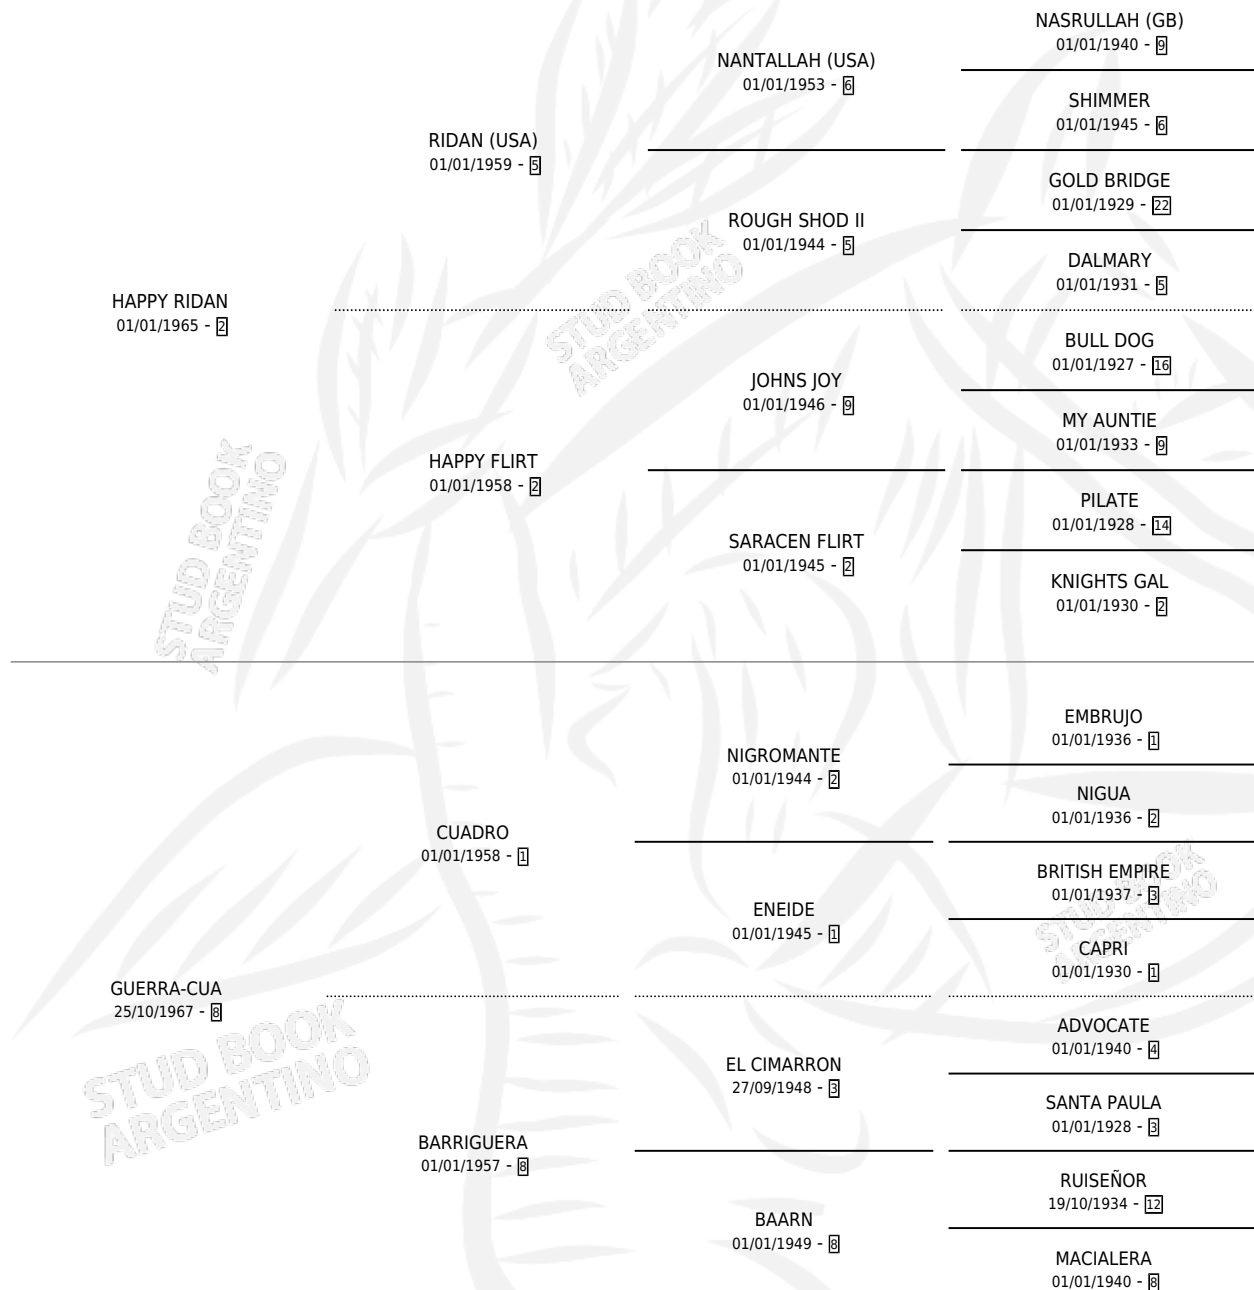 NASRULLAH (GB)
01/01/1940 - 9
NANTALLAH (USA)
01/01/1953 - 6
SHIMMER
01/01/1945 - 6
RIDAN (USA)
01/01/1959 - 5
GOLD BRIDGE
01/01/1929 - 22
ROUGH SHOD II
01/01/1944 - 5
DALMARY
01/01/1931 - 5
HAPPY RIDAN
01/01/1965 - 2
BULL DOG
01/01/1927 - 16
JOHNS JOY
01/01/1946 - 9
MY AUNTIE
01/01/1933 - 9
HAPPY FLIRT
01/01/1958 - 2
PILATE
01/01/1928 - 14
SARACEN FLIRT
01/01/1945 - 2
KNIGHTS GAL
01/01/1930 - 2
STUD BOOK
ARGENTINO
STUD BOOK
ARGENTINO
EMBRUJO
01/01/1936 - 1
NIGROMANTE
01/01/1944 - 2
NIGUA
01/01/1936 - 2
CUADRO
01/01/1958 - 1
BRITISH EMPIRE
01/01/1937 - 3
ENEIDE
01/01/1945 - 1
CAPRI
01/01/1930 - 1
GUERRA-CUA
25/10/1967 - 8
ADVOCATE
01/01/1940 - 4
EL CIMARRON
27/09/1948 - 3
SANTA PAULA
01/01/1928 - 3
BARRIGUERA
01/01/1957 - 8
RUISEÑOR
19/10/1934 - 12
BAARN
01/01/1949 - 8
MACIALERA
01/01/1940 - 8
STUD BOOK
ARGENTINO
STUD BOOK
ARGENTINO